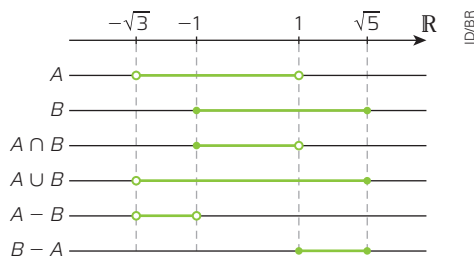 −√3 −1 1 √5 ℝ
A
B
A ∩ B
A ∪ B
A − B
B − A
ID/BR